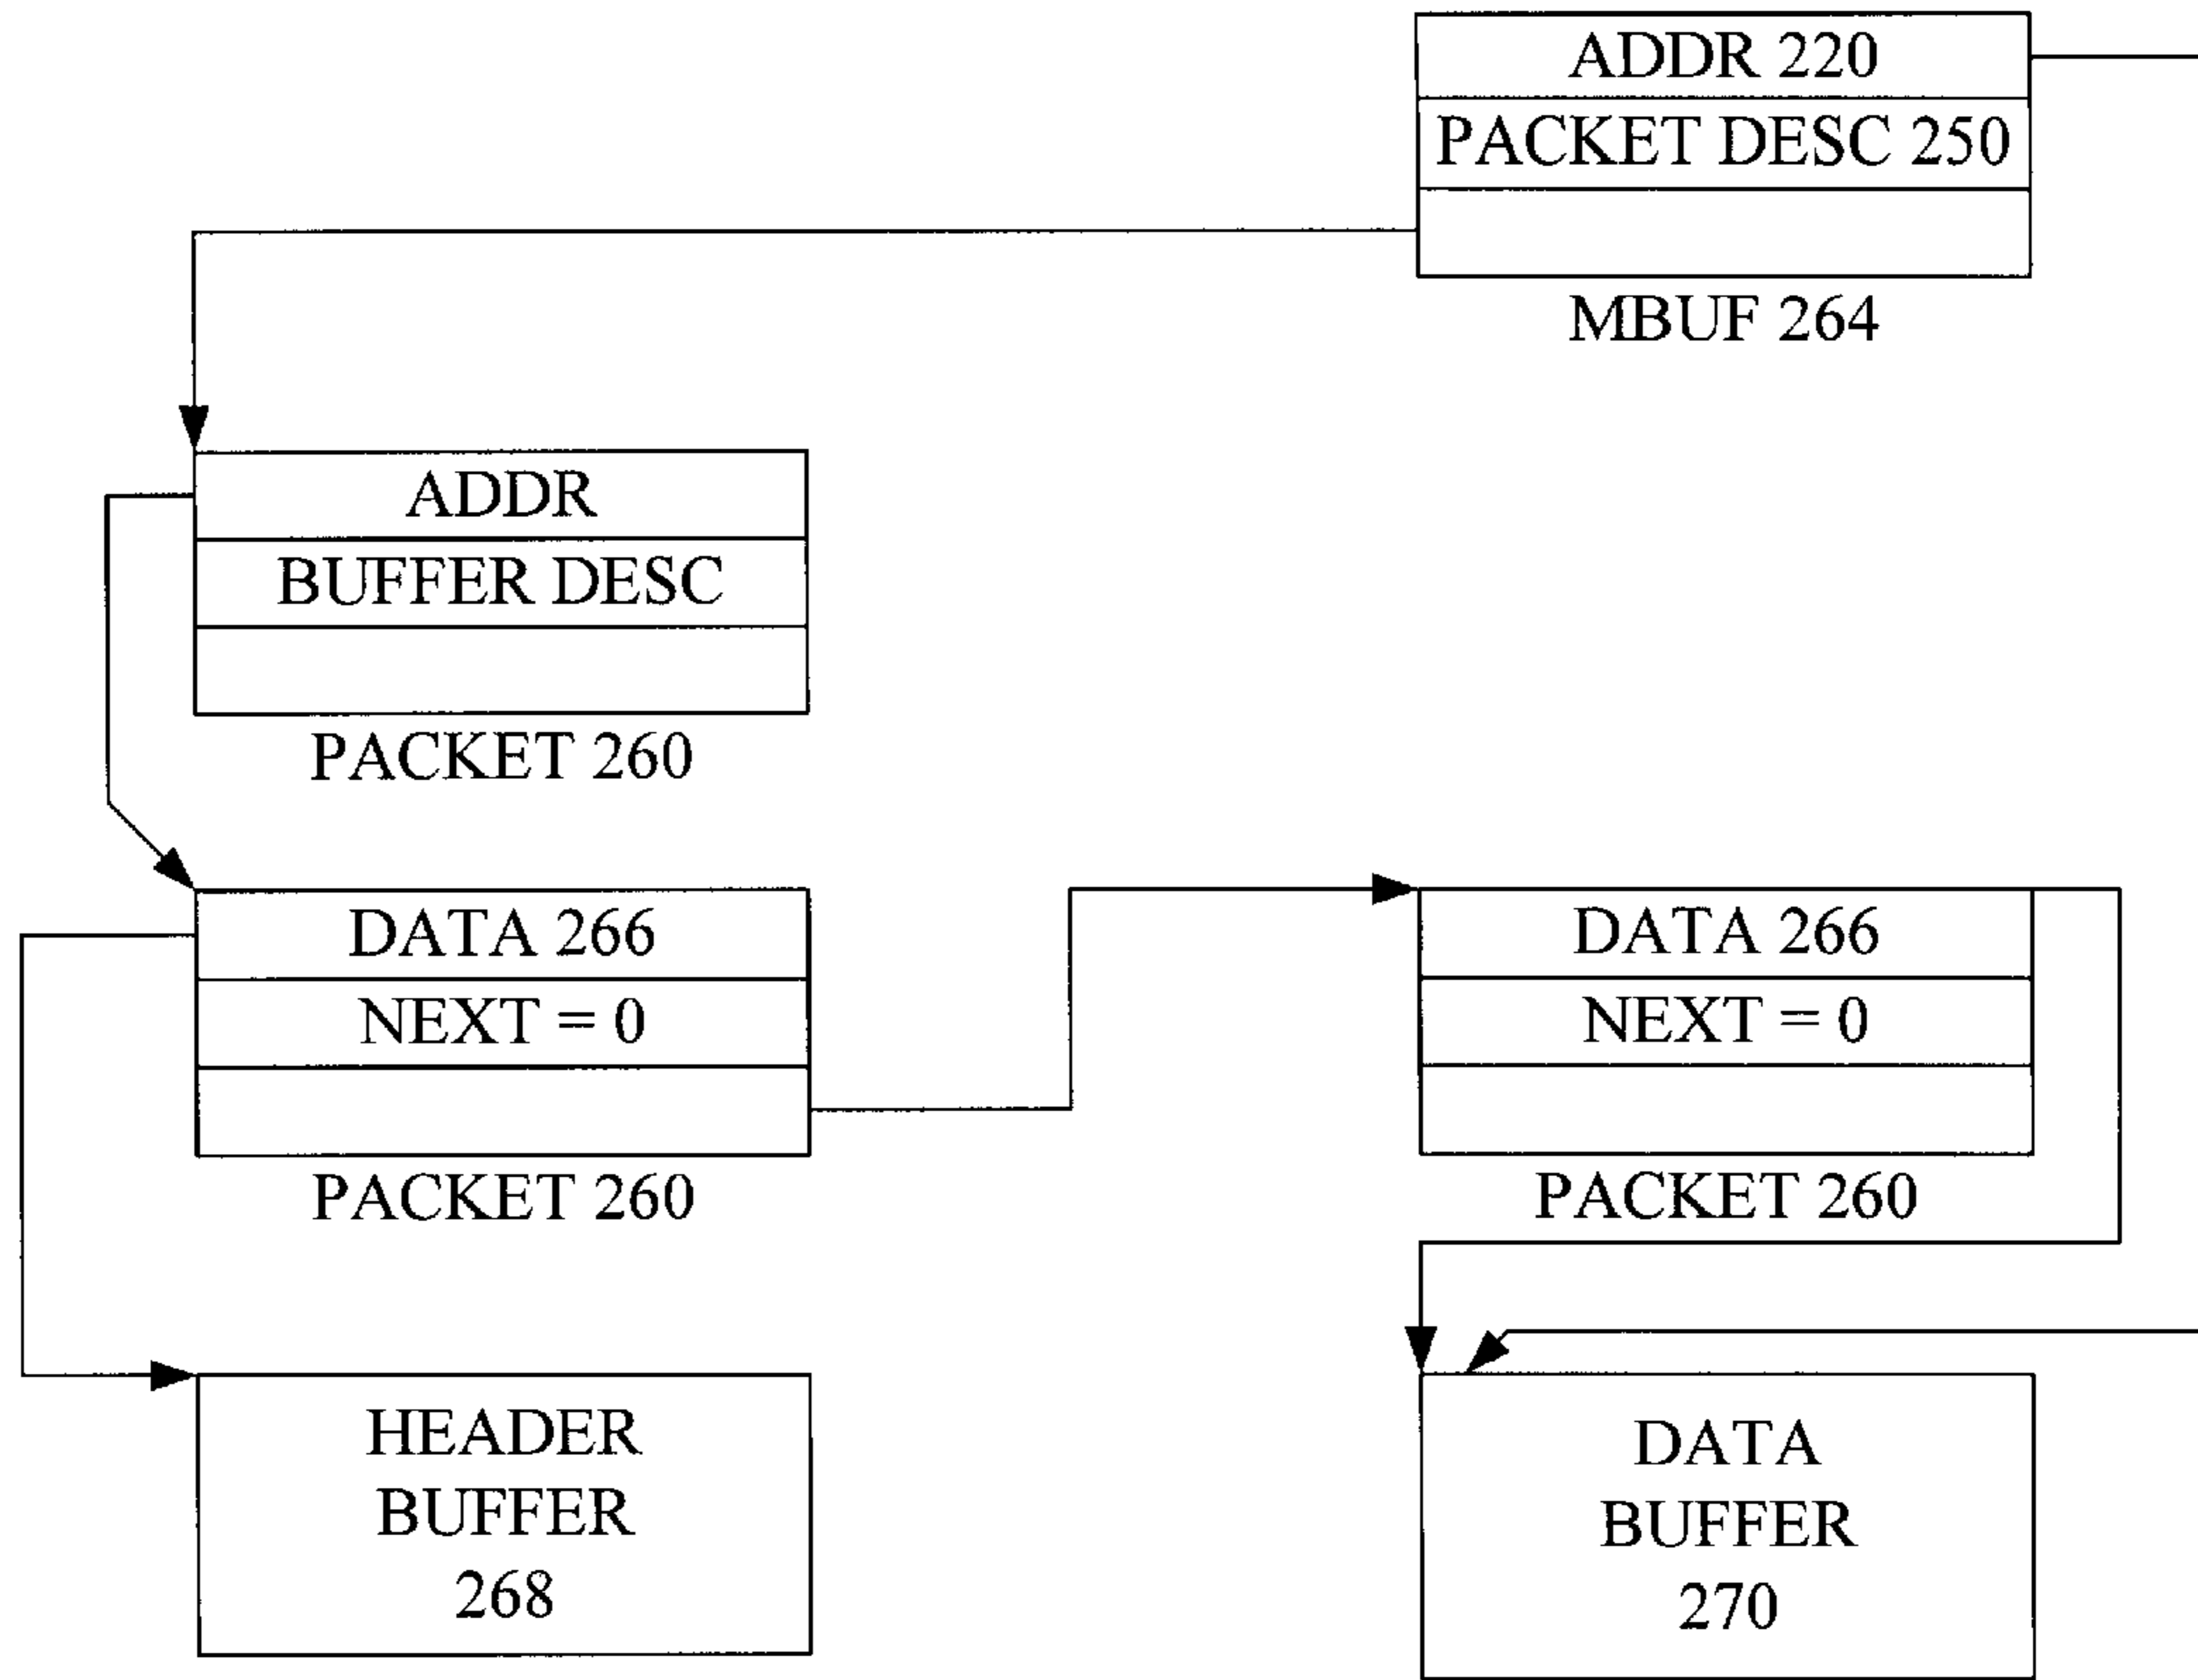 ADDR 220
PACKET DESC 250
MBUF 264
ADDR
BUFFER DESC
PACKET 260
DATA 266
NEXT = 0
PACKET 260
DATA 266
NEXT = 0
PACKET 260
HEADER
BUFFER
268
DATA
BUFFER
270